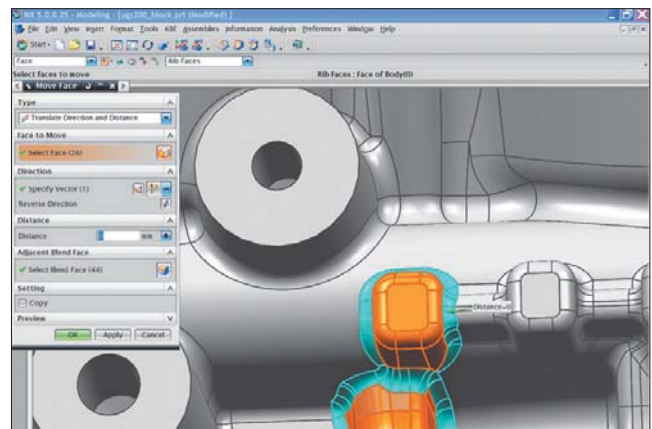 NX 5.0.0.25 - Modeling - [ugs300_block prt (Modified) ]
File Edit View Insert Format Tools KBE Assemblies Information Analysis Preferences Window Help
Start
Face
Rib Faces
Select faces to move
Rib Faces : Face of Body(0)
Move Face
Type
Translate Direction and Distance
Face to Move
Select Face (26)
Direction
Specify Vector (1)
Reverse Direction
Distance
Distance mm
Adjacent Blend Face
Select Blend Face (44)
Setting
Copy
Preview
OK Apply Cancel
Distance=0